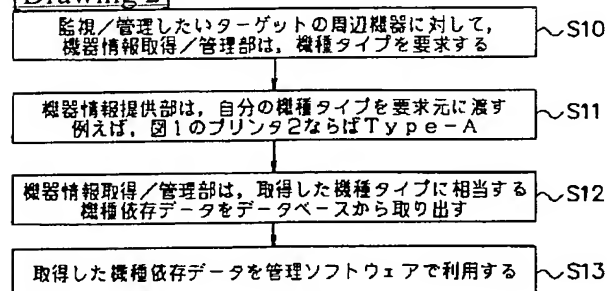 Drawing 2
監視／管理したいターゲットの周辺機器に対して，
機器情報取得／管理部は，機種タイプを要求する
S10
機器情報提供部は，自分の機種タイプを要求元に渡す
例えば，図1のプリンタ2ならばType-A
S11
機器情報取得／管理部は，取得した機種タイプに相当する
機種依存データをデータベースから取り出す
S12
取得した機種依存データを管理ソフトウェアで利用する
S13